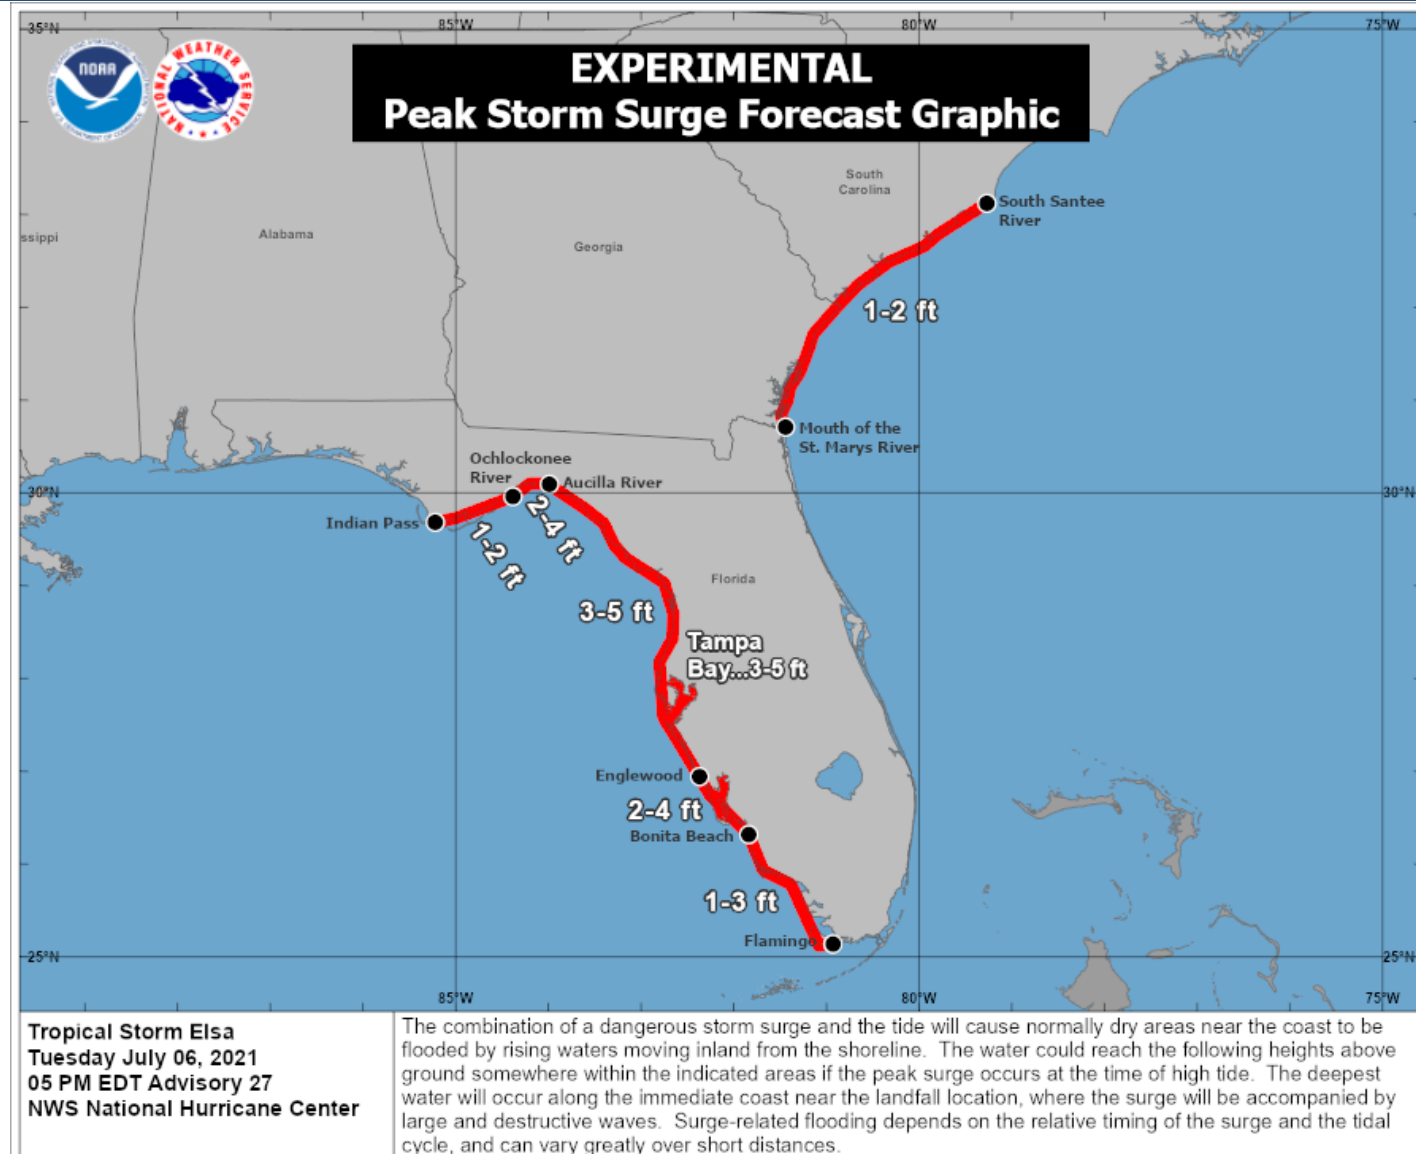 35°N
85°W
80°W
75°W
NOAA
NATIONAL WEATHER SERVICE
EXPERIMENTAL
Peak Storm Surge Forecast Graphic
South
Carolina
South Santee
River
ssippi
Alabama
Georgia
1-2 ft
Mouth of the
St. Marys River
Ochlockonee
River
Aucilla River
30°N
30°N
Indian Pass
1-2 ft
2-4 ft
Florida
3-5 ft
Tampa
Bay...3-5 ft
Englewood
2-4 ft
Bonita Beach
1-3 ft
Flamingo
25°N
25°N
85°W
80°W
75°W
Tropical Storm Elsa
Tuesday July 06, 2021
05 PM EDT Advisory 27
NWS National Hurricane Center
The combination of a dangerous storm surge and the tide will cause normally dry areas near the coast to be
flooded by rising waters moving inland from the shoreline.  The water could reach the following heights above
ground somewhere within the indicated areas if the peak surge occurs at the time of high tide.  The deepest
water will occur along the immediate coast near the landfall location, where the surge will be accompanied by
large and destructive waves.  Surge-related flooding depends on the relative timing of the surge and the tidal
cycle, and can vary greatly over short distances.